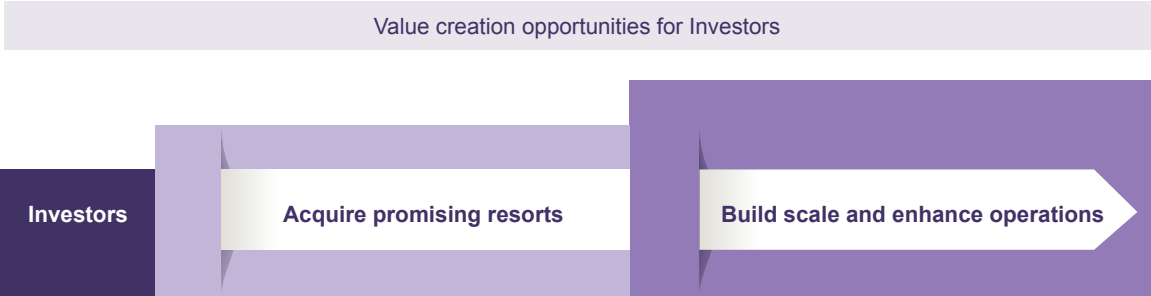 Value creation opportunities for Investors
Investors
Acquire promising resorts
Build scale and enhance operations